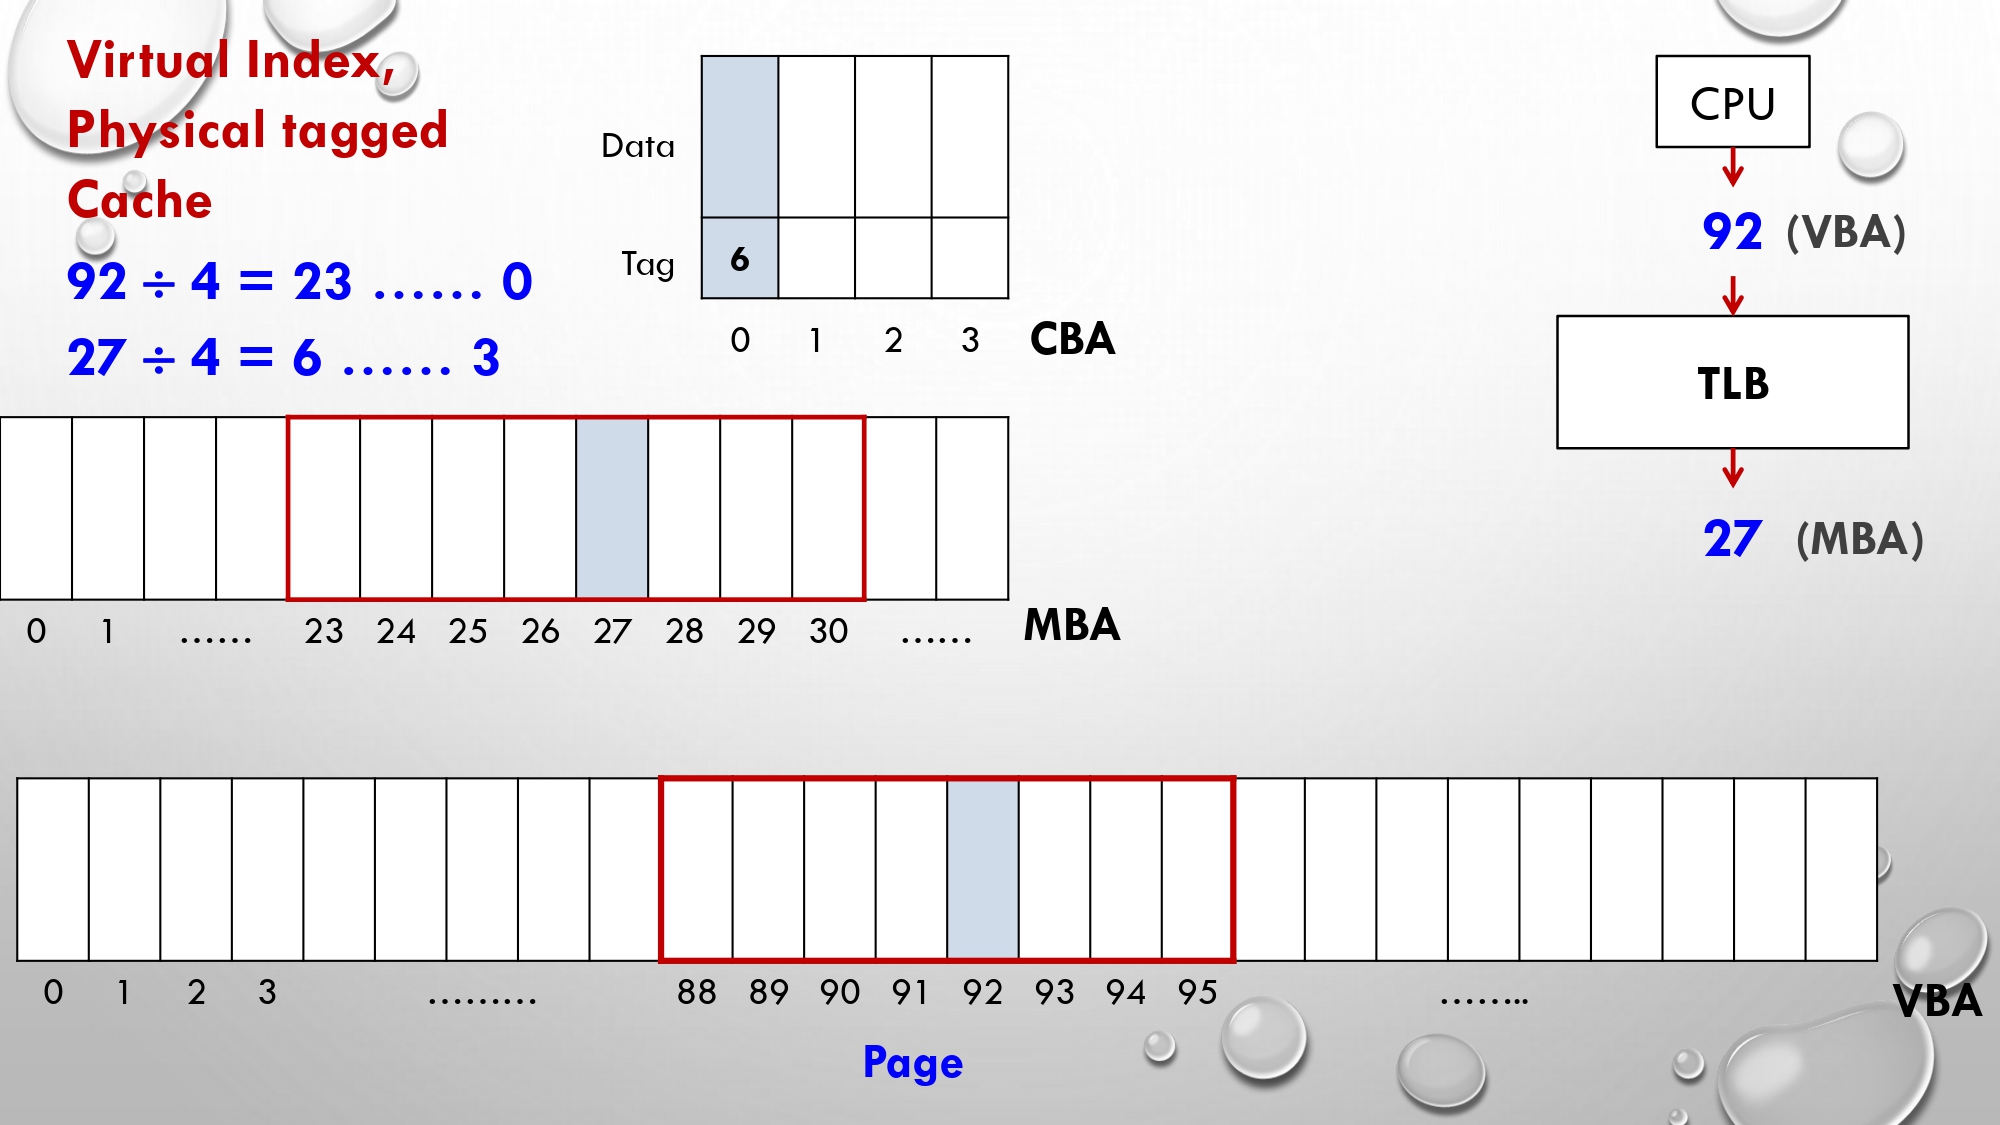 Virtual Index,
Physical tagged
Cache
92 ÷ 4 = 23 …… 0
27 ÷ 4 = 6 …… 3
Data
Tag 6
0 1 2 3 CBA
CPU
92 (VBA)
TLB
27 (MBA)
0 1 …… 23 24 25 26 27 28 29 30 …… MBA
0 1 2 3 ……… 88 89 90 91 92 93 94 95 …….. VBA
Page